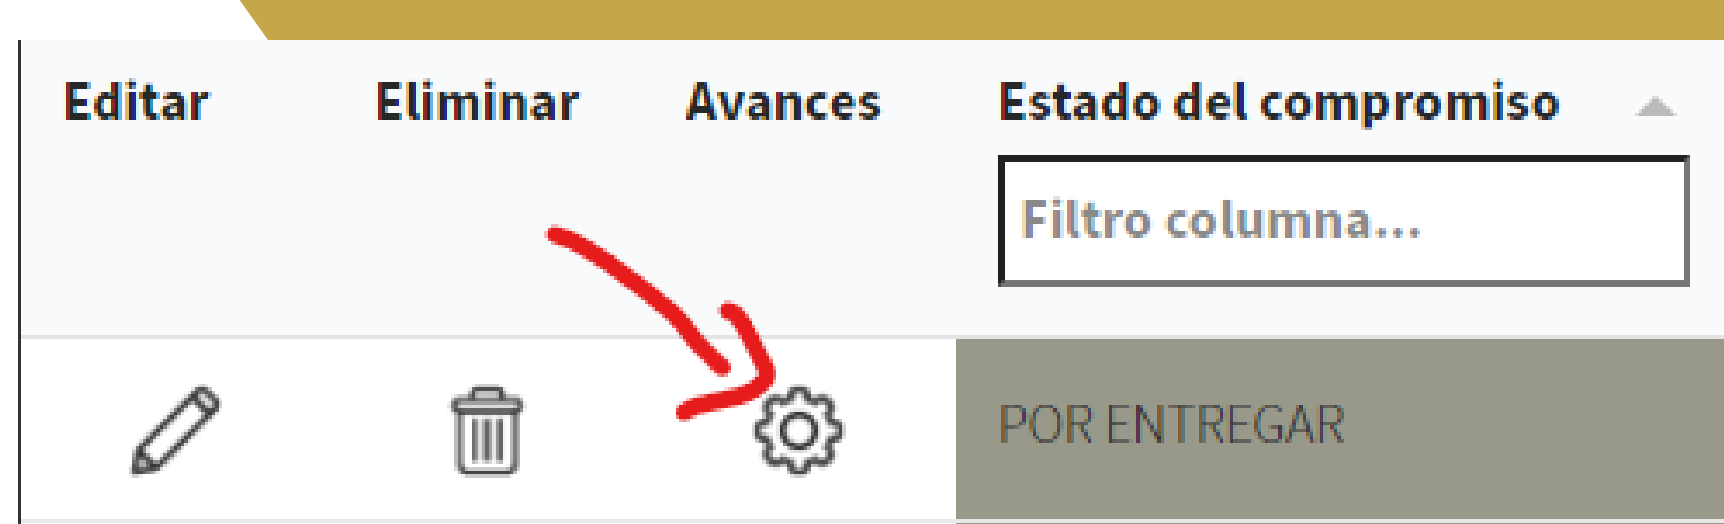 Editar Eliminar Avances Estado del compromiso
Filtro columna...
POR ENTREGAR